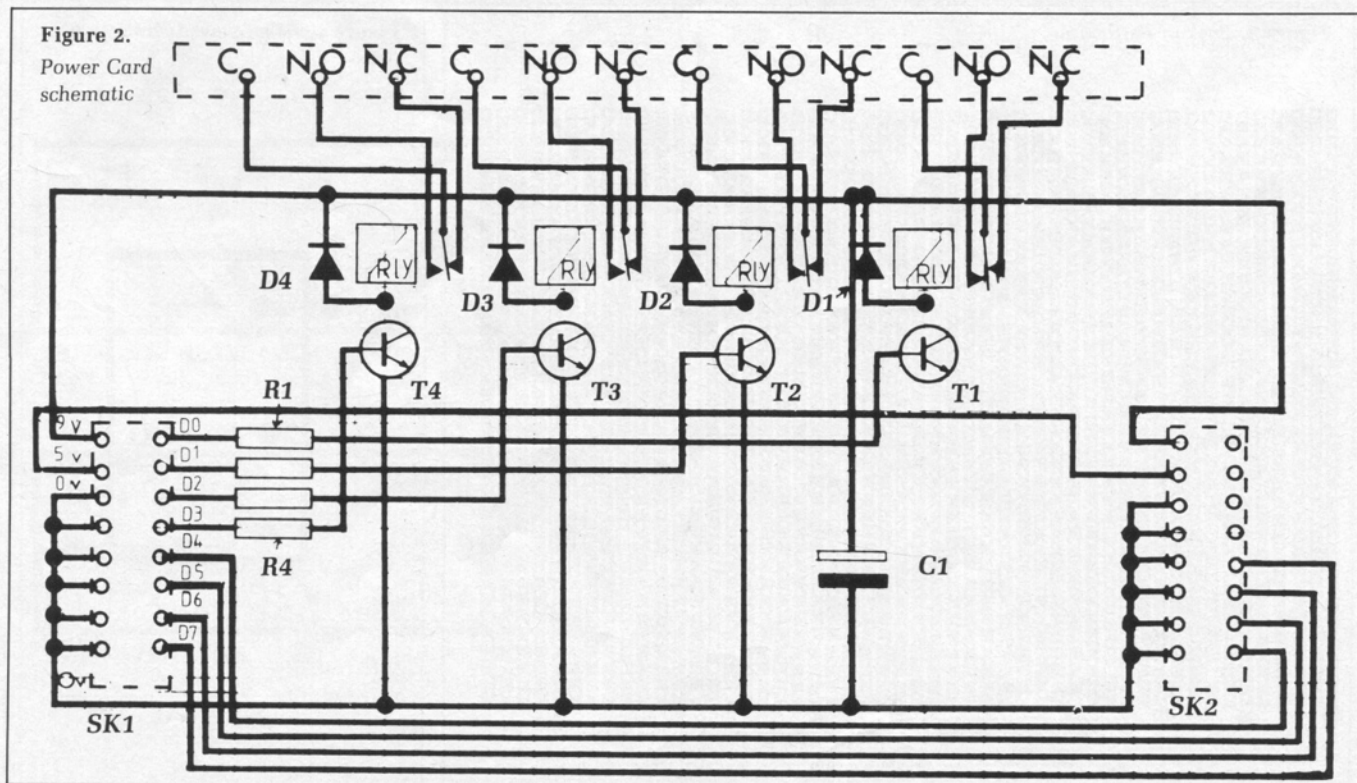 Figure 2.
Power Card
schematic
C NO NC C NO NC C NO NC C NO NC
Rly Rly Rly Rly
D4 D3 D2 D1
T4 T3 T2 T1
R1
9v D0
5v D1
0v D2
D3
D4
R4
C1
D5
D6
D7
0v
SK1
SK2